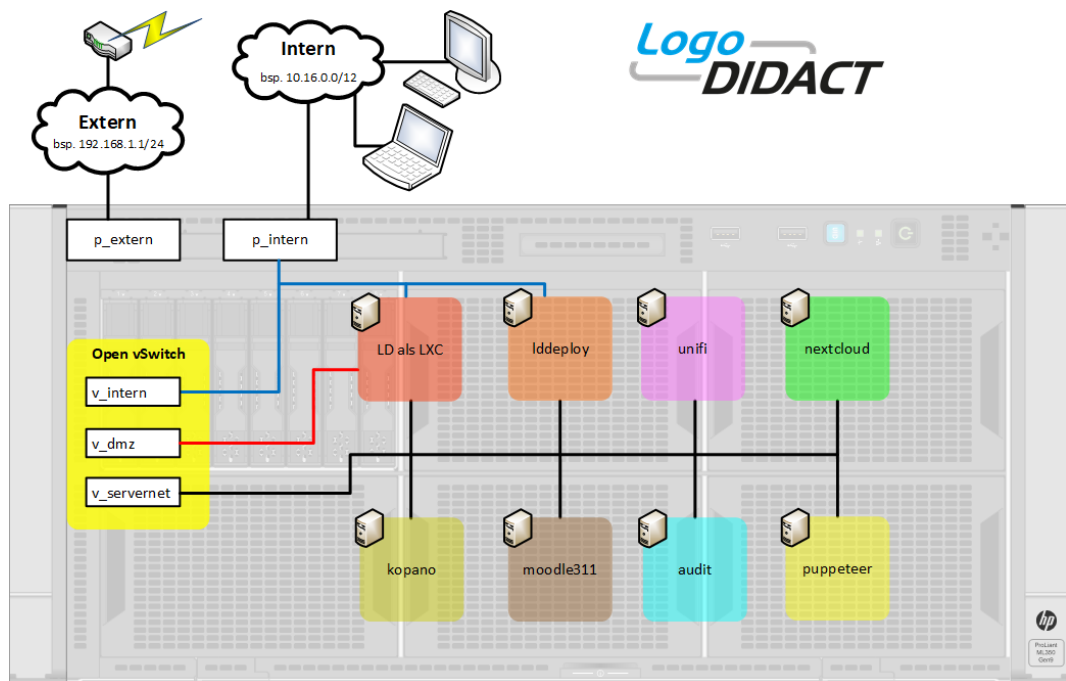 Logo
DIDACT
Intern
bsp. 10.16.0.0/12
Extern
bsp. 192.168.1.1/24
p_extern
p_intern
Open vSwitch
v_intern
v_dmz
v_servernet
LD als LXC
lddeploy
unifi
nextcloud
kopano
moodle311
audit
puppeteer
hp
ProLiant
ML350
Gen9